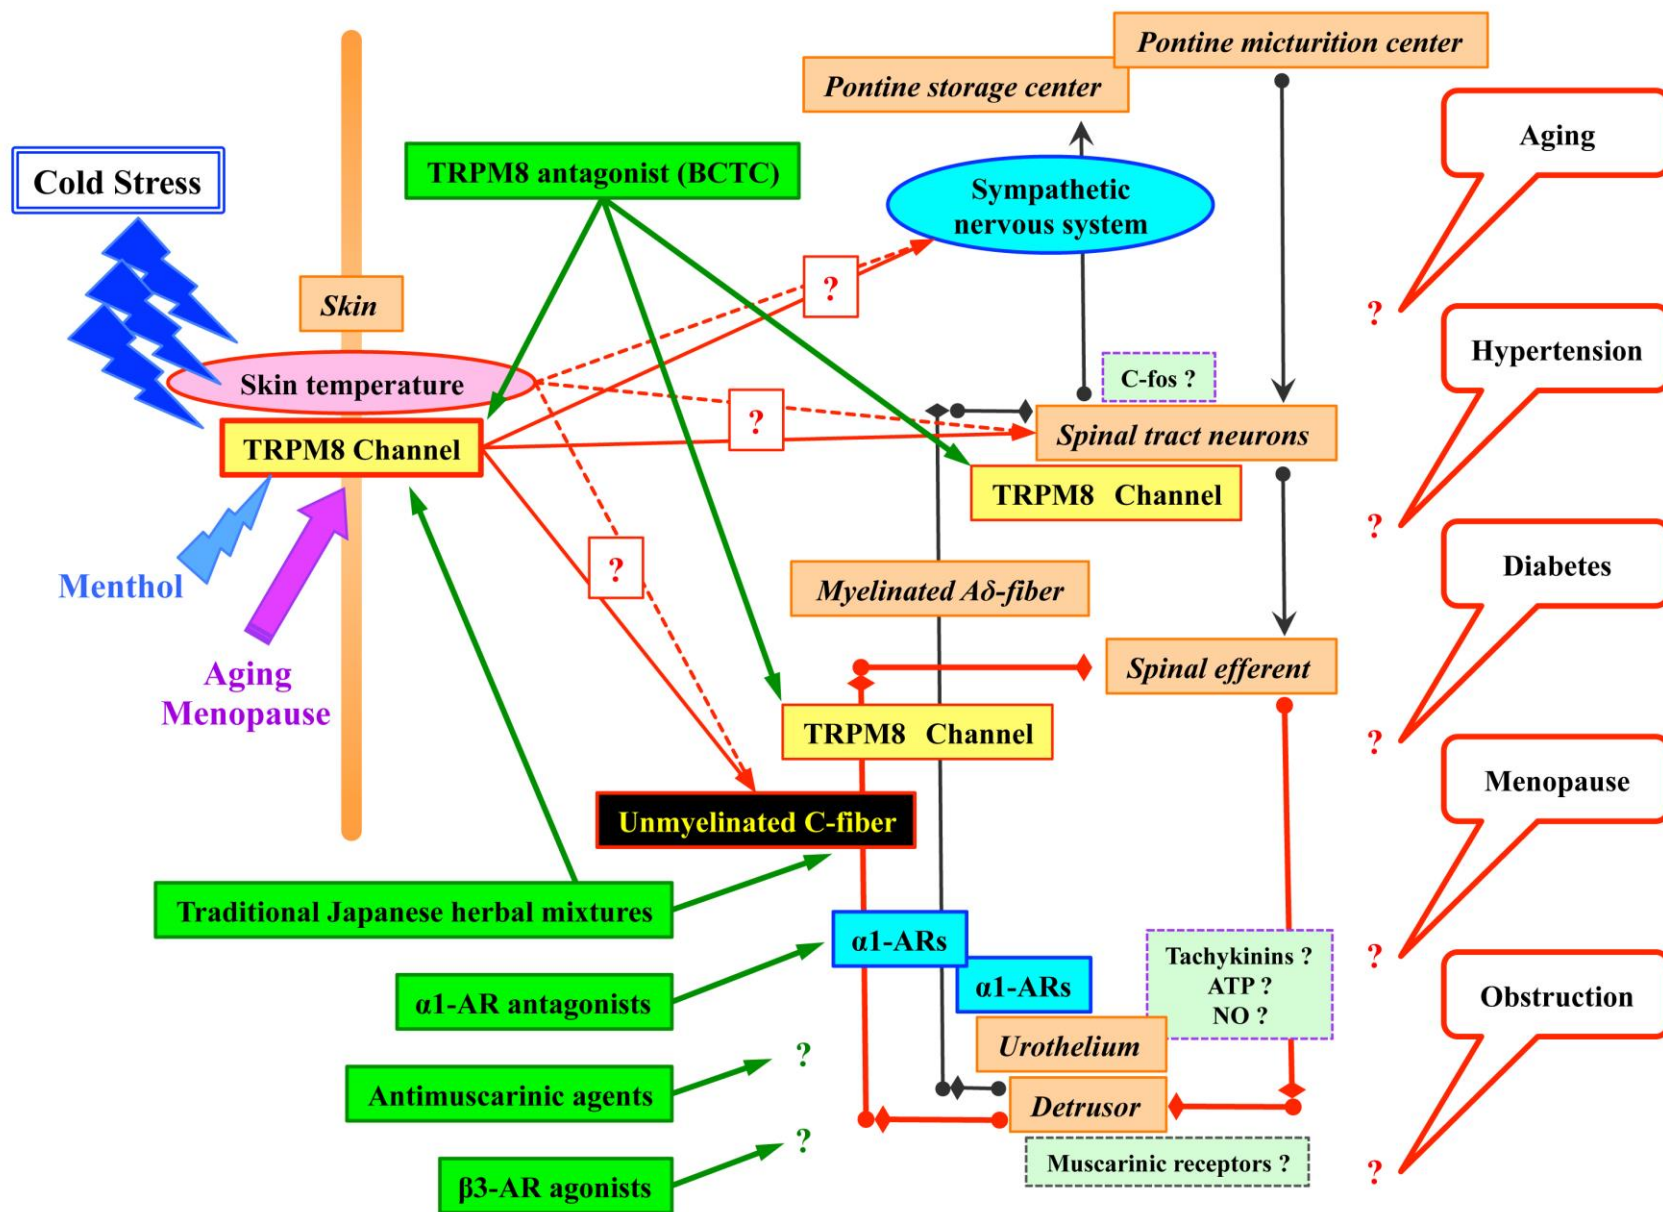 Pontine micturition center
Pontine storage center
Aging
Cold Stress
TRPM8 antagonist (BCTC)
Sympathetic
nervous system
?
Skin
?
Hypertension
Skin temperature
C-fos ?
?
TRPM8 Channel
Spinal tract neurons
TRPM8 Channel
?
Menthol
?
Myelinated Aδ-fiber
Diabetes
Aging
Menopause
Spinal efferent
TRPM8 Channel
?
Menopause
Unmyelinated C-fiber
Traditional Japanese herbal mixtures
α1-ARs
α1-ARs
Tachykinins ?
ATP ?
NO ?
?
α1-AR antagonists
Obstruction
Urothelium
?
Antimuscarinic agents
Detrusor
?
Muscarinic receptors ?
?
β3-AR agonists